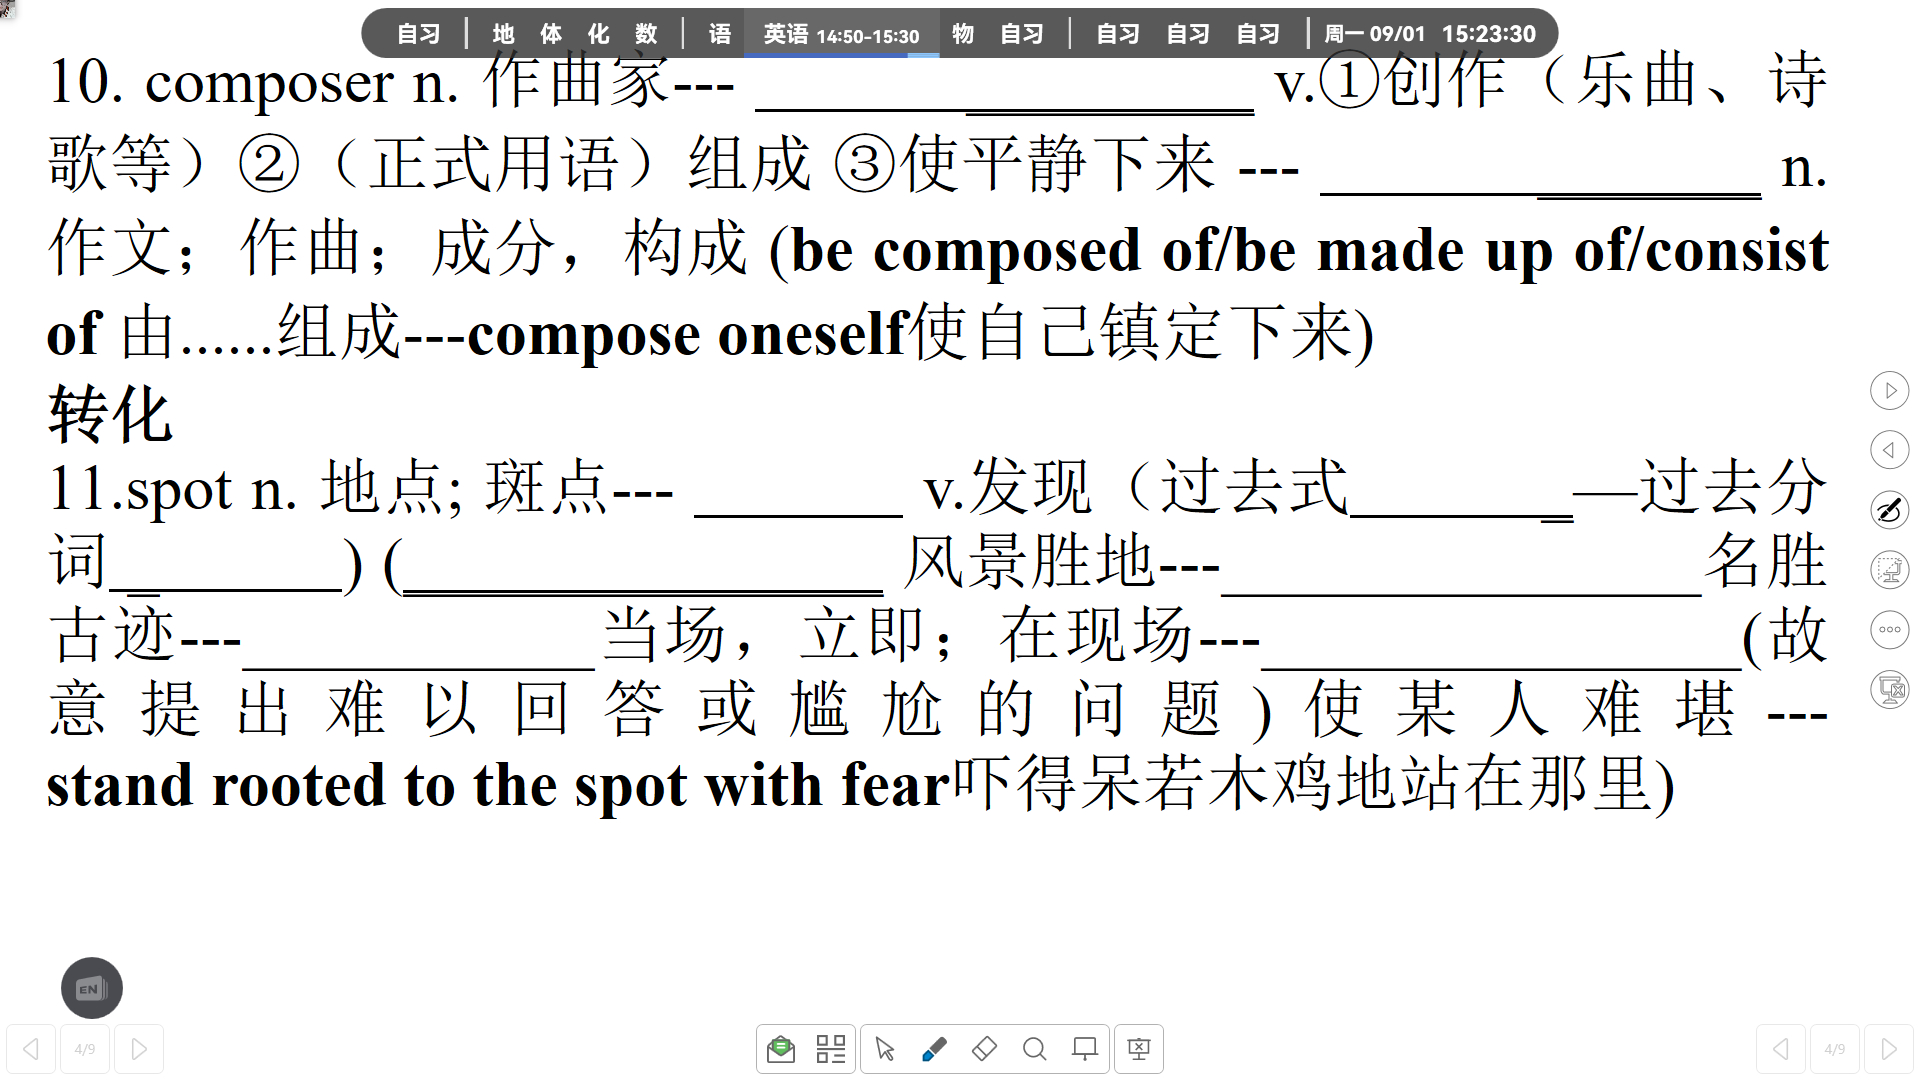 自习 | 地 体 化 数 | 语 英语 14:50-15:30 物 自习 | 自习 自习 自习 | 周一 09/01 15:23:30
10. composer n. 作曲家--- ________________ v.①创作（乐曲、诗
歌等）②（正式用语）组成 ③使平静下来 --- ______________ n.
作文；作曲；成分，构成 (be composed of/be made up of/consist
of 由......组成---compose oneself使自己镇定下来)
转化
11.spot n. 地点; 斑点--- _______ v.发现（过去式_______—过去分
词________) (_______________ 风景胜地---_______________名胜
古迹---___________当场，立即；在现场---_______________(故
意提出难以回答或尴尬的问题)使某人难堪---
stand rooted to the spot with fear吓得呆若木鸡地站在那里)
EN
4/9
4/9